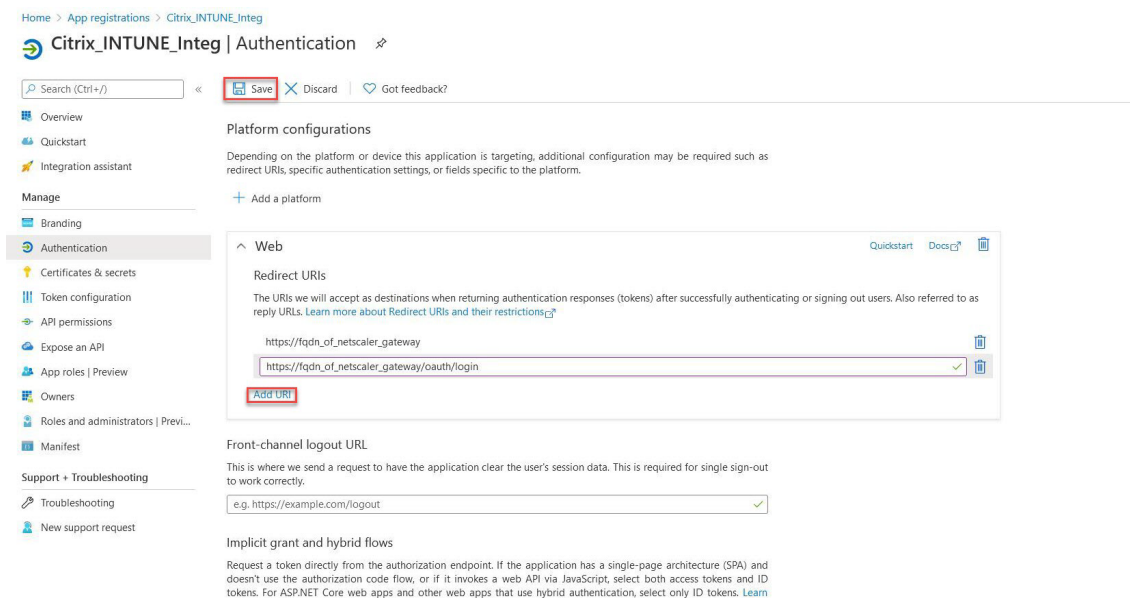 Home > App registrations > Citrix_INTUNE_Integ
Citrix_INTUNE_Integ | Authentication
Search (Ctrl+/)
«
Save
Discard
Got feedback?
Overview
Quickstart
Integration assistant
Manage
Branding
Authentication
Certificates & secrets
Token configuration
API permissions
Expose an API
App roles | Preview
Owners
Roles and administrators | Previ...
Manifest
Support + Troubleshooting
Troubleshooting
New support request
Platform configurations
Depending on the platform or device this application is targeting, additional configuration may be required such as
redirect URIs, specific authentication settings, or fields specific to the platform.
Add a platform
Web
Quickstart
Docs
Redirect URIs
The URIs we will accept as destinations when returning authentication responses (tokens) after successfully authenticating or signing out users. Also referred to as
reply URLs. Learn more about Redirect URIs and their restrictions
https://fqdn_of_netscaler_gateway
https://fqdn_of_netscaler_gateway/oauth/login
Add URI
Front-channel logout URL
This is where we send a request to have the application clear the user's session data. This is required for single sign-out
to work correctly.
e.g. https://example.com/logout
Implicit grant and hybrid flows
Request a token directly from the authorization endpoint. If the application has a single-page architecture (SPA) and
doesn't use the authorization code flow, or if it invokes a web API via JavaScript, select both access tokens and ID
tokens. For ASP.NET Core web apps and other web apps that use hybrid authentication, select only ID tokens. Learn